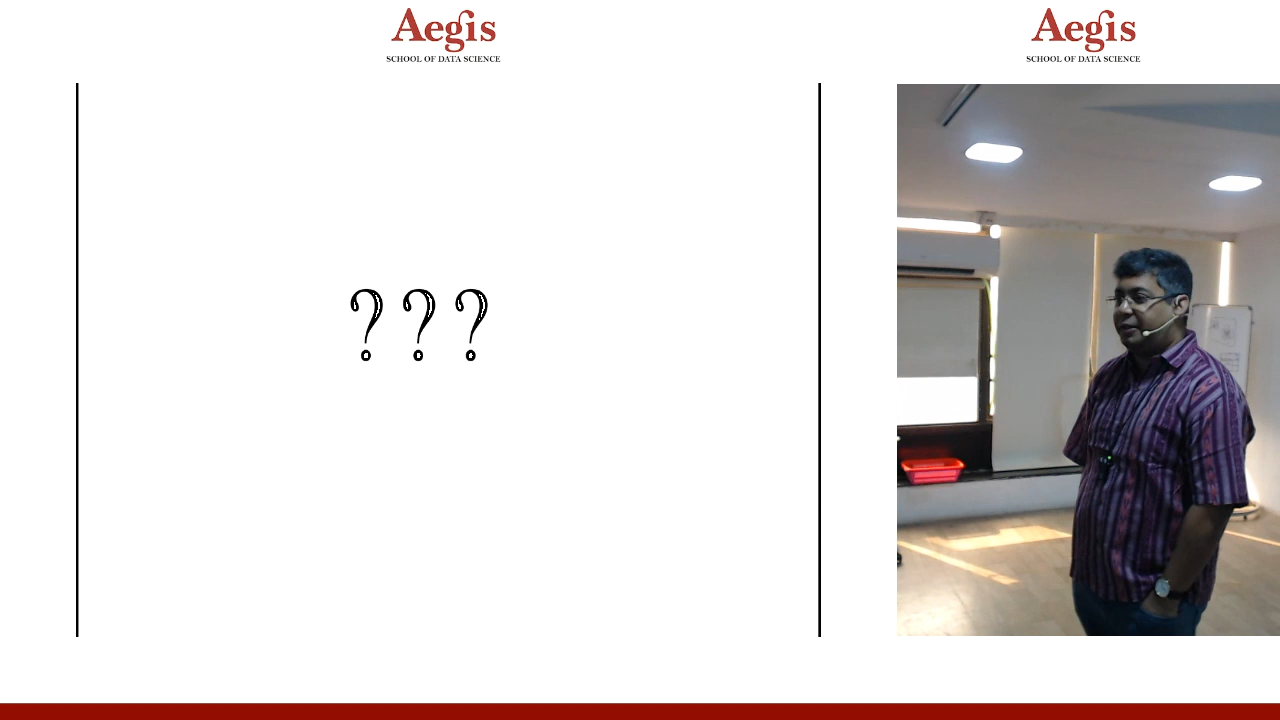 Aegis
SCHOOL OF DATA SCIENCE
Aegis
SCHOOL OF DATA SCIENCE
? ? ?